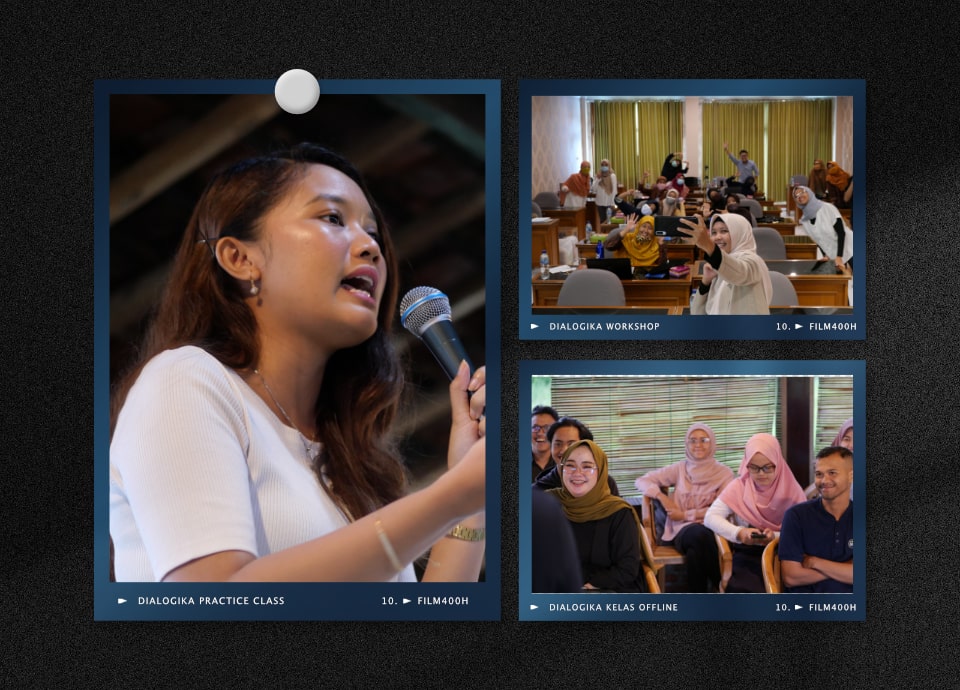 DIALOGIKA PRACTICE CLASS 10. ► FILM400H
DIALOGIKA WORKSHOP 10. ► FILM400H
DIALOGIKA KELAS OFFLINE 10. ► FILM400H